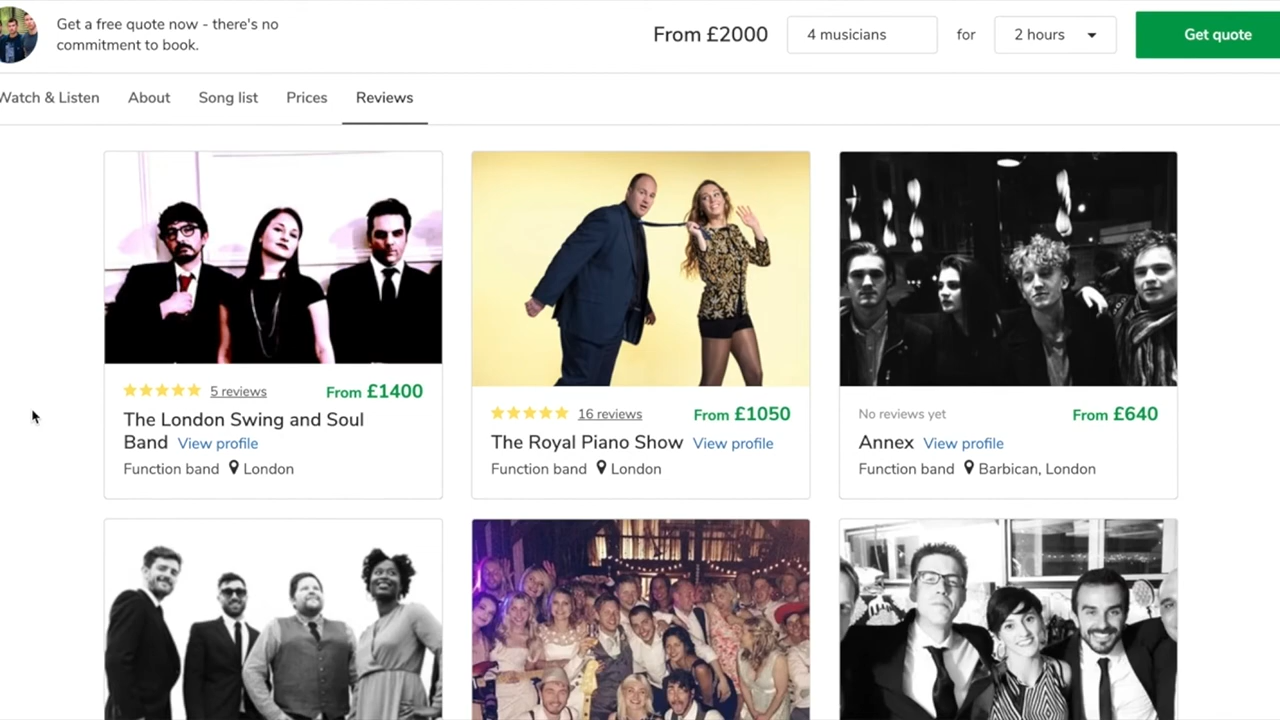 Get a free quote now - there's no
commitment to book.
From £2000
4 musicians
for
2 hours
Get quote
Watch & Listen
About
Song list
Prices
Reviews
5 reviews
From £1400
The London Swing and Soul
Band View profile
Function band London
16 reviews
From £1050
The Royal Piano Show View profile
Function band London
No reviews yet
From £640
Annex View profile
Function band Barbican, London